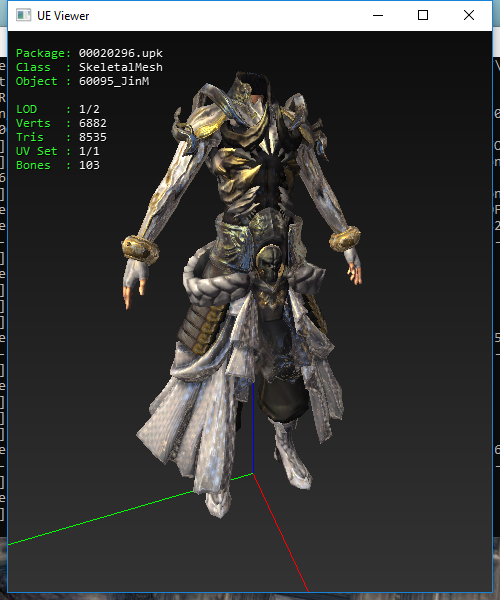 UE Viewer
Package: 00020296.upk
Class : SkeletalMesh
Object : 60095_JinM
LOD : 1/2
Verts : 6882
Tris : 8535
UV Set : 1/1
Bones : 103